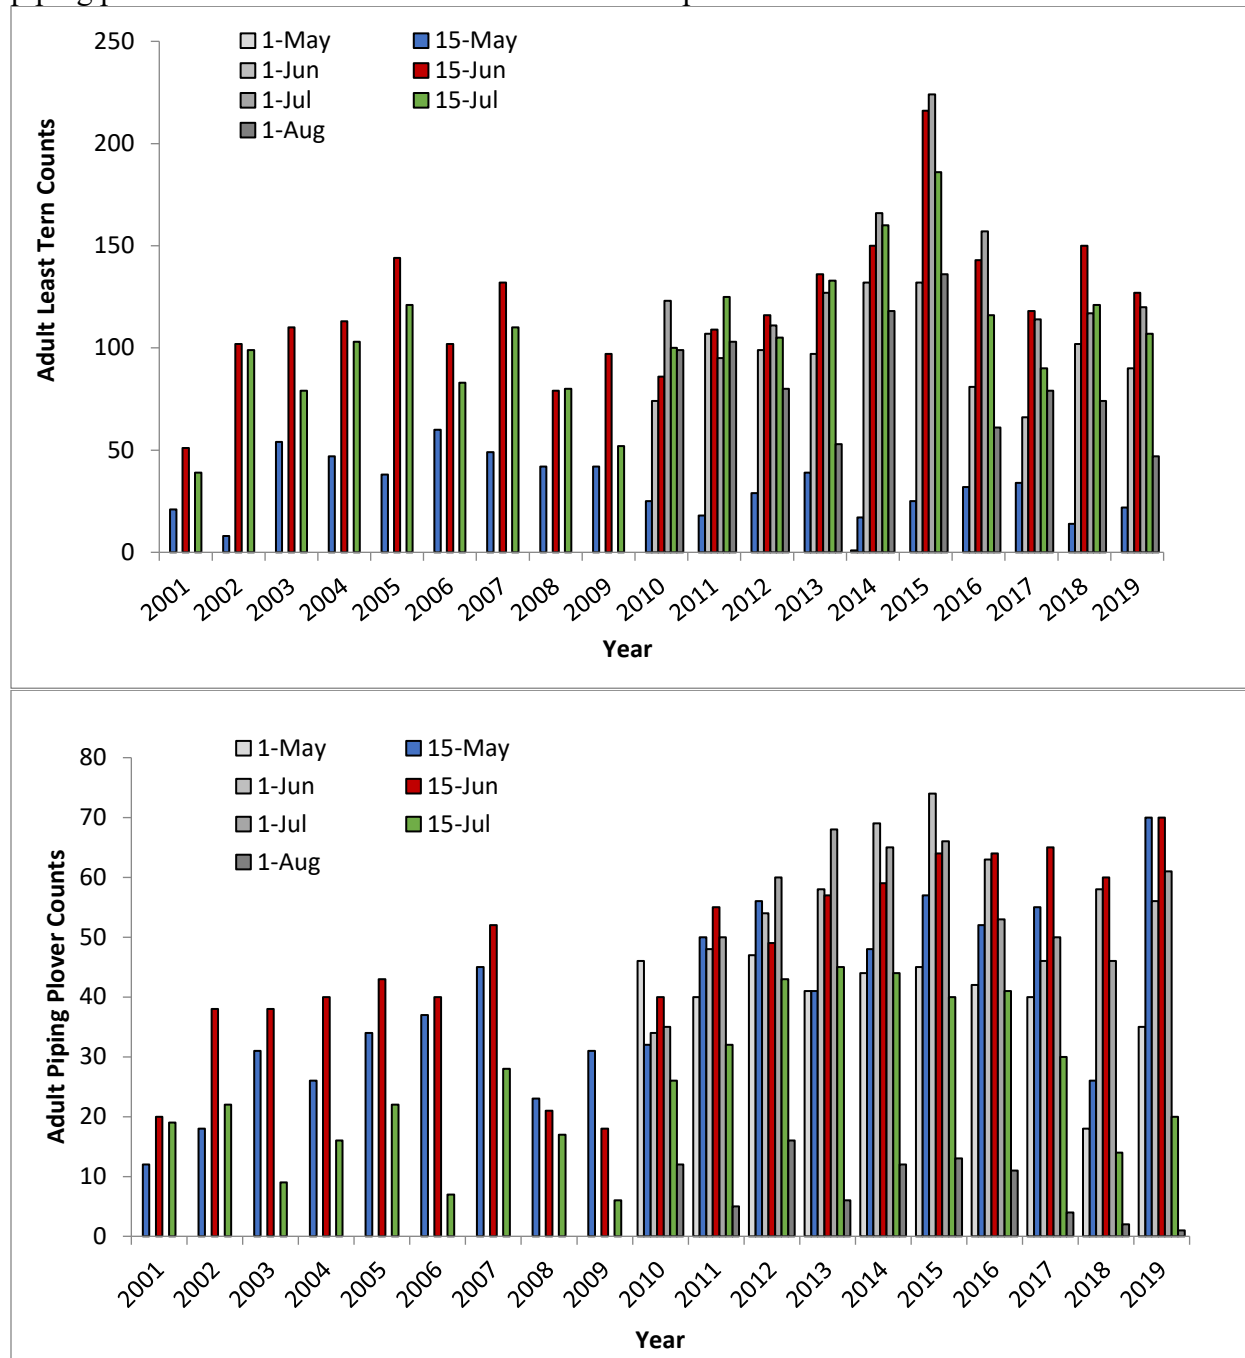 250
200
150
100
50
0
Adult Least Tern Counts
1-May 15-May
1-Jun 15-Jun
1-Jul 15-Jul
1-Aug
2001 2002 2003 2004 2005 2006 2007 2008 2009 2010 2011 2012 2013 2014 2015 2016 2017 2018 2019
Year
80
70
60
50
40
30
20
10
0
Adult Piping Plover Counts
1-May 15-May
1-Jun 15-Jun
1-Jul 15-Jul
1-Aug
2001 2002 2003 2004 2005 2006 2007 2008 2009 2010 2011 2012 2013 2014 2015 2016 2017 2018 2019
Year